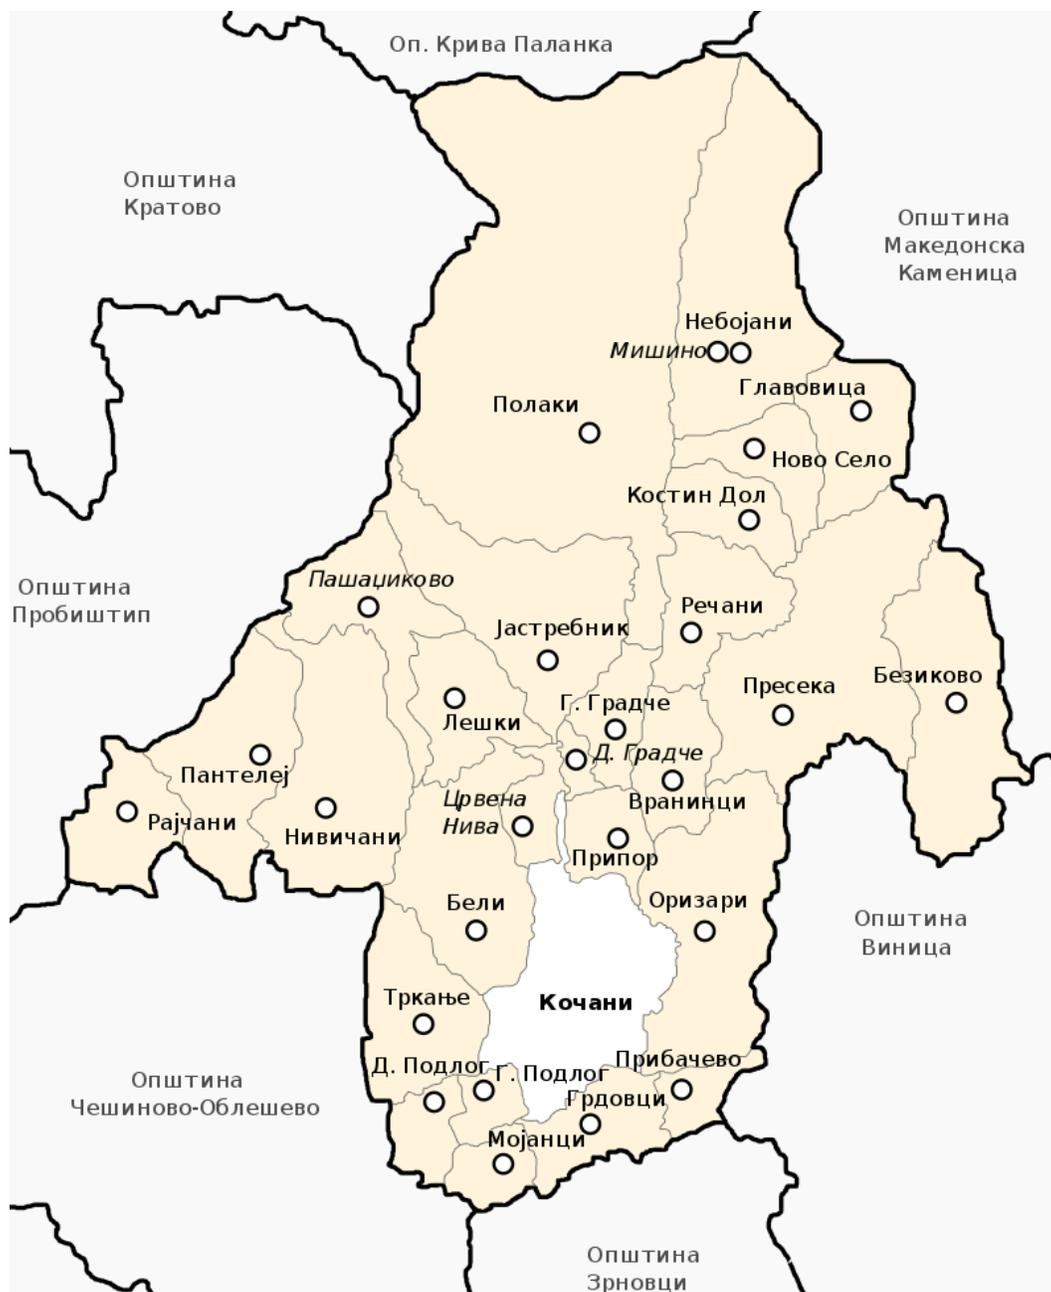 Оп. Крива Паланка
Општина
Кратово
Општина
Македонска
Каменица
Небојани
Мишино
Главовица
Полаки
Ново Село
Костин Дол
Општина
Пробиштип
Пашаџиково
Речани
Јастребник
Безиково
Пресека
Г. Градче
Лешки
Д. Градче
Пантелеј
Црвена
Нива
Вранинци
Рајчани
Нивичани
Припор
Бели
Оризари
Општина
Виница
Тркање
Кочани
Прибачево
Д. Подлог
Г. Подлог
Општина
Чешиново-Облешево
Грдовци
Мојанци
Општина
Зрновци